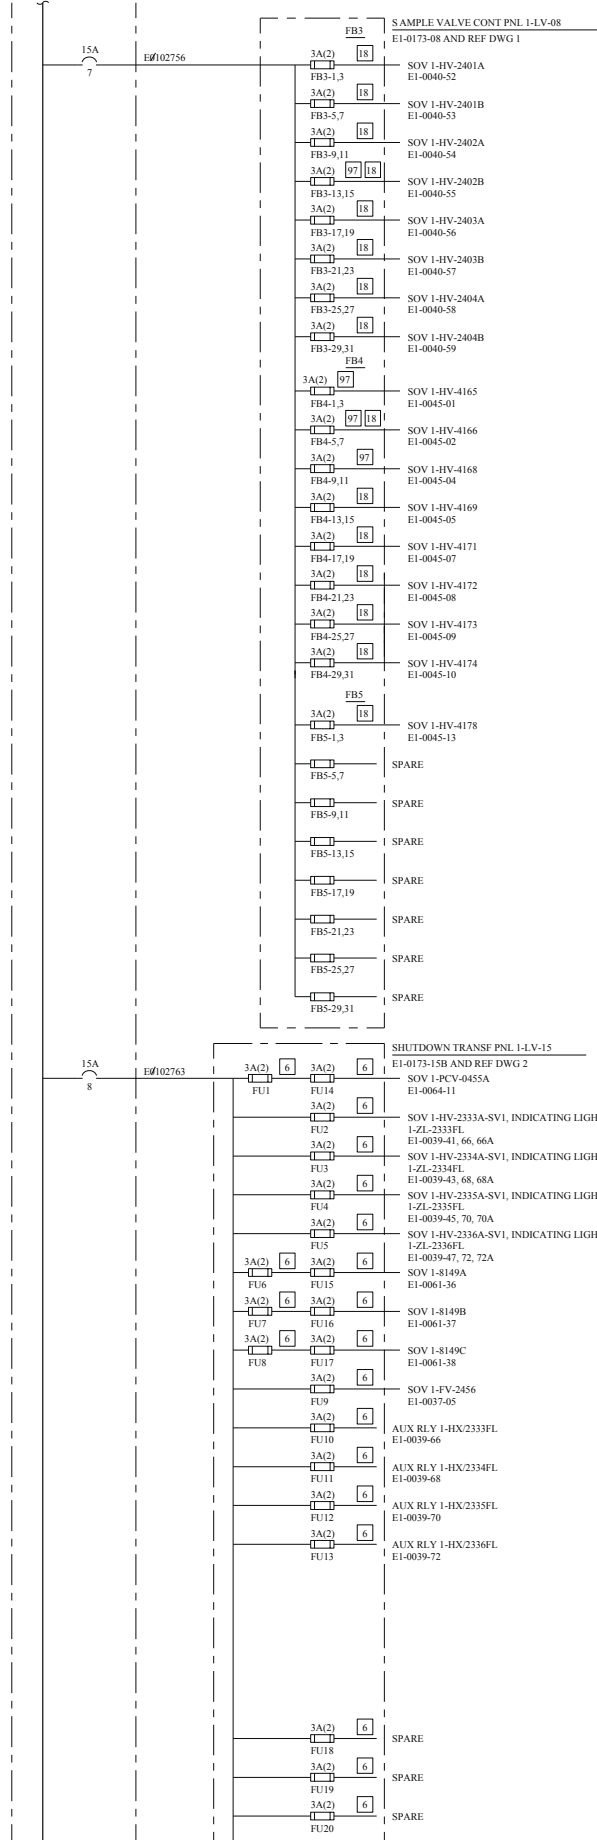 S AMPLE VALVE CONT PNL 1-LV-08
E1-0173-08 AND REF DWG 1
15A
7
EØ102756
FB3
3A(2) 18
FB3-1,3
SOV 1-HV-2401A
E1-0040-52
3A(2) 18
FB3-5,7
SOV 1-HV-2401B
E1-0040-53
3A(2) 18
FB3-9,11
SOV 1-HV-2402A
E1-0040-54
3A(2) 97 18
FB3-13,15
SOV 1-HV-2402B
E1-0040-55
3A(2) 18
FB3-17,19
SOV 1-HV-2403A
E1-0040-56
3A(2) 18
FB3-21,23
SOV 1-HV-2403B
E1-0040-57
3A(2) 18
FB3-25,27
SOV 1-HV-2404A
E1-0040-58
3A(2) 18
FB3-29,31
SOV 1-HV-2404B
E1-0040-59
FB4
3A(2) 97
FB4-1,3
SOV 1-HV-4165
E1-0045-01
3A(2) 97 18
FB4-5,7
SOV 1-HV-4166
E1-0045-02
3A(2) 97
FB4-9,11
SOV 1-HV-4168
E1-0045-04
3A(2) 18
FB4-13,15
SOV 1-HV-4169
E1-0045-05
3A(2) 18
FB4-17,19
SOV 1-HV-4171
E1-0045-07
3A(2) 18
FB4-21,23
SOV 1-HV-4172
E1-0045-08
3A(2) 18
FB4-25,27
SOV 1-HV-4173
E1-0045-09
3A(2) 18
FB4-29,31
SOV 1-HV-4174
E1-0045-10
FB5
3A(2) 18
FB5-1,3
SOV 1-HV-4178
E1-0045-13
FB5-5,7
SPARE
FB5-9,11
SPARE
FB5-13,15
SPARE
FB5-17,19
SPARE
FB5-21,23
SPARE
FB5-25,27
SPARE
FB5-29,31
SPARE
SHUTDOWN TRANSF PNL 1-LV-15
E1-0173-15B AND REF DWG 2
15A
8
EØ102763
3A(2) 6 3A(2) 6
FU1 FU14
SOV 1-PCV-0455A
E1-0064-11
3A(2) 6
FU2
SOV 1-HV-2333A-SV1, INDICATING LIGH
1-ZL-2333FL
E1-0039-41, 66, 66A
3A(2) 6
FU3
SOV 1-HV-2334A-SV1, INDICATING LIGH
1-ZL-2334FL
E1-0039-43, 68, 68A
3A(2) 6
FU4
SOV 1-HV-2335A-SV1, INDICATING LIGH
1-ZL-2335FL
E1-0039-45, 70, 70A
3A(2) 6
FU5
SOV 1-HV-2336A-SV1, INDICATING LIGH
1-ZL-2336FL
E1-0039-47, 72, 72A
3A(2) 6 3A(2) 6
FU6 FU15
SOV 1-8149A
E1-0061-36
3A(2) 6 3A(2) 6
FU7 FU16
SOV 1-8149B
E1-0061-37
3A(2) 6 3A(2) 6
FU8 FU17
SOV 1-8149C
E1-0061-38
3A(2) 6
FU9
SOV 1-FV-2456
E1-0037-05
3A(2) 6
FU10
AUX RLY 1-HX/2333FL
E1-0039-66
3A(2) 6
FU11
AUX RLY 1-HX/2334FL
E1-0039-68
3A(2) 6
FU12
AUX RLY 1-HX/2335FL
E1-0039-70
3A(2) 6
FU13
AUX RLY 1-HX/2336FL
E1-0039-72
3A(2) 6
FU18
SPARE
3A(2) 6
FU19
SPARE
3A(2) 6
FU20
SPARE